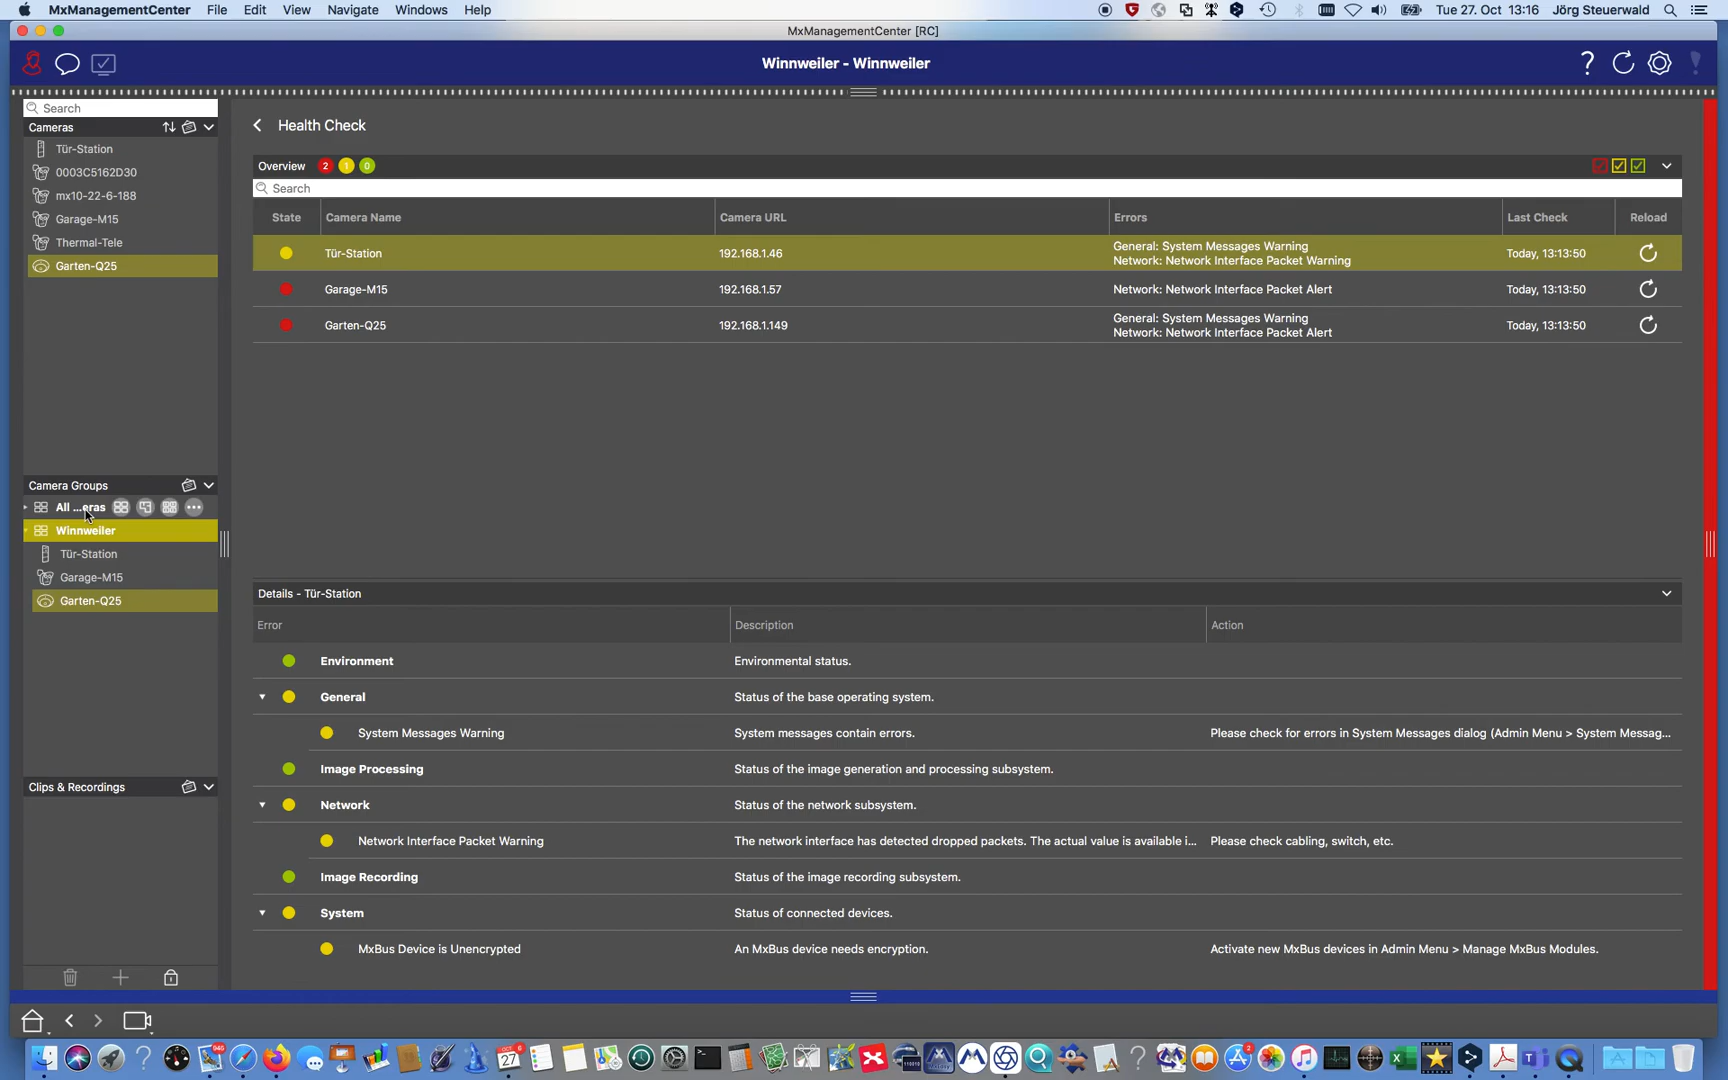 MxManagementCenter File Edit View Navigate Windows Help
Tue 27. Oct 13:16 Jörg Steuerwald
MxManagementCenter [RC]
Winnweiler - Winnweiler
Search
Cameras
Tür-Station
0003C5162D30
mx10-22-6-188
Garage-M15
Thermal-Tele
Garten-Q25
Camera Groups
All ...eras
Winnweiler
Tür-Station
Garage-M15
Garten-Q25
Clips & Recordings
Health Check
Overview 2 1 0
Search
State Camera Name Camera URL Errors Last Check Reload
Tür-Station 192.168.1.46 General: System Messages Warning Today, 13:13:50
Network: Network Interface Packet Warning
Garage-M15 192.168.1.57 Network: Network Interface Packet Alert Today, 13:13:50
Garten-Q25 192.168.1.149 General: System Messages Warning Today, 13:13:50
Network: Network Interface Packet Alert
Details - Tür-Station
Error Description Action
Environment Environmental status.
General Status of the base operating system.
System Messages Warning System messages contain errors. Please check for errors in System Messages dialog (Admin Menu > System Messag...
Image Processing Status of the image generation and processing subsystem.
Network Status of the network subsystem.
Network Interface Packet Warning The network interface has detected dropped packets. The actual value is available i... Please check cabling, switch, etc.
Image Recording Status of the image recording subsystem.
System Status of connected devices.
MxBus Device is Unencrypted An MxBus device needs encryption. Activate new MxBus devices in Admin Menu > Manage MxBus Modules.